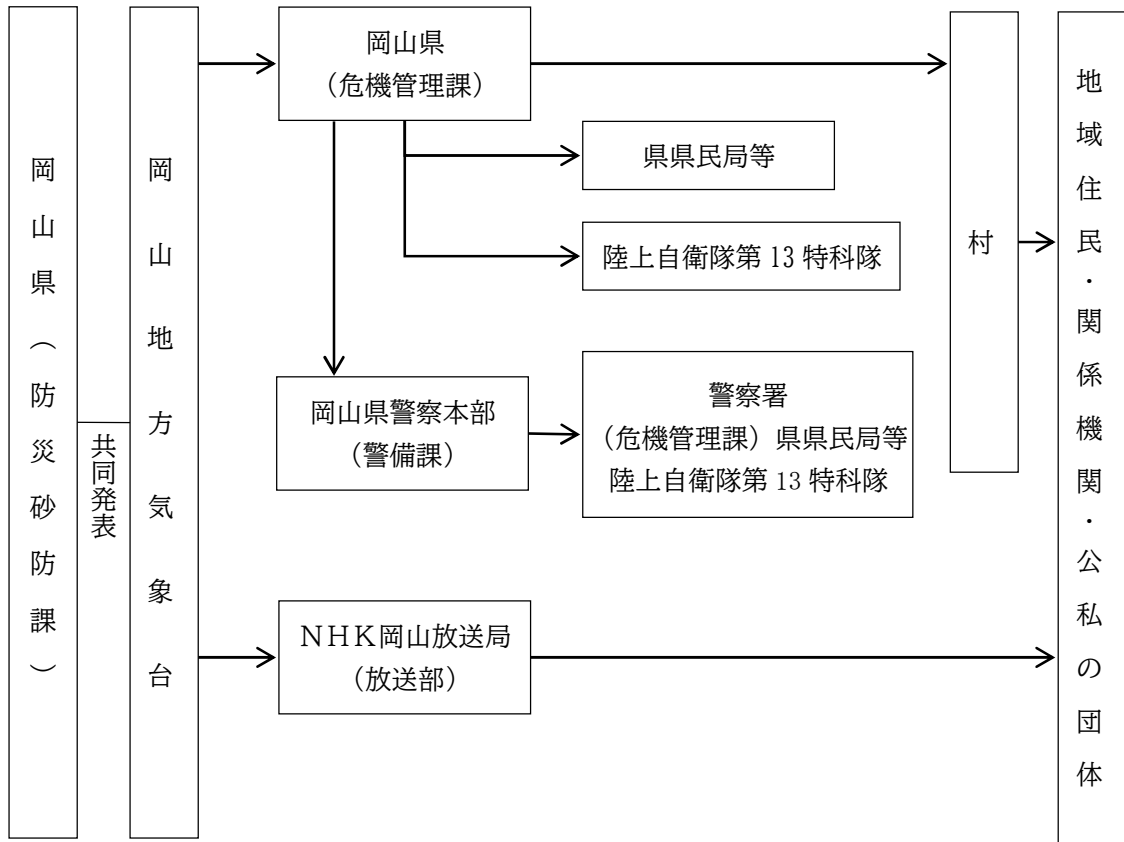 岡山県（防災砂防課）
共同発表
岡山地方気象台
岡山県
（危機管理課）
県県民局等
陸上自衛隊第 13 特科隊
岡山県警察本部
（警備課）
警察署
（危機管理課）県県民局等
陸上自衛隊第 13 特科隊
ＮＨＫ岡山放送局
（放送部）
村
地域住民・関係機関・公私の団体